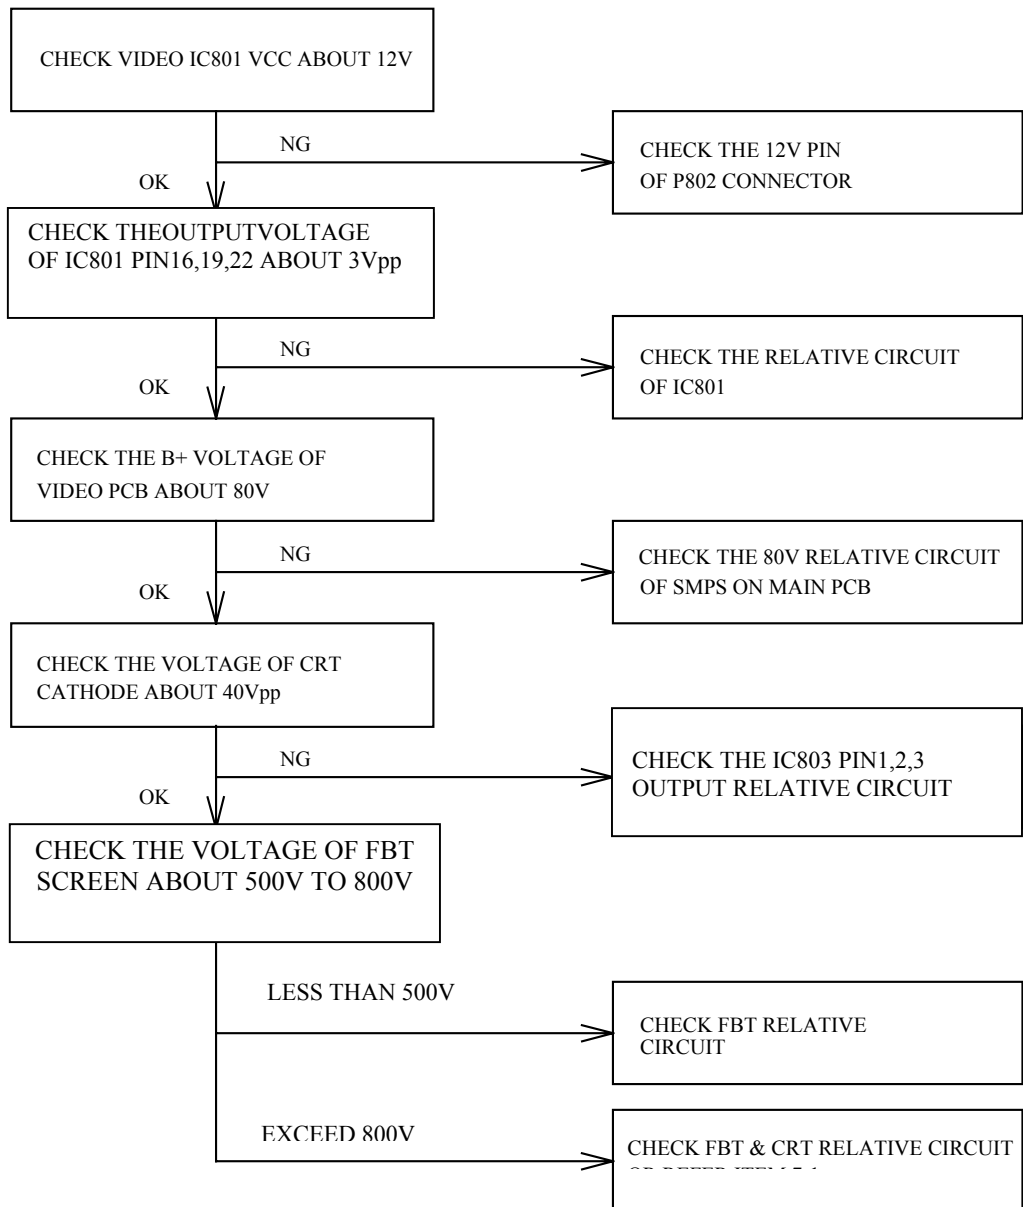 CHECK VIDEO IC801 VCC ABOUT 12V
NG
CHECK THE 12V PIN
OF P802 CONNECTOR
OK
CHECK THEOUTPUTVOLTAGE
OF IC801 PIN16,19,22 ABOUT 3Vpp
NG
CHECK THE RELATIVE CIRCUIT
OF IC801
OK
CHECK THE B+ VOLTAGE OF
VIDEO PCB ABOUT 80V
NG
CHECK THE 80V RELATIVE CIRCUIT
OF SMPS ON MAIN PCB
OK
CHECK THE VOLTAGE OF CRT
CATHODE ABOUT 40Vpp
NG
CHECK THE IC803 PIN1,2,3
OUTPUT RELATIVE CIRCUIT
OK
CHECK THE VOLTAGE OF FBT
SCREEN ABOUT 500V TO 800V
LESS THAN 500V
CHECK FBT RELATIVE
CIRCUIT
EXCEED 800V
CHECK FBT & CRT RELATIVE CIRCUIT